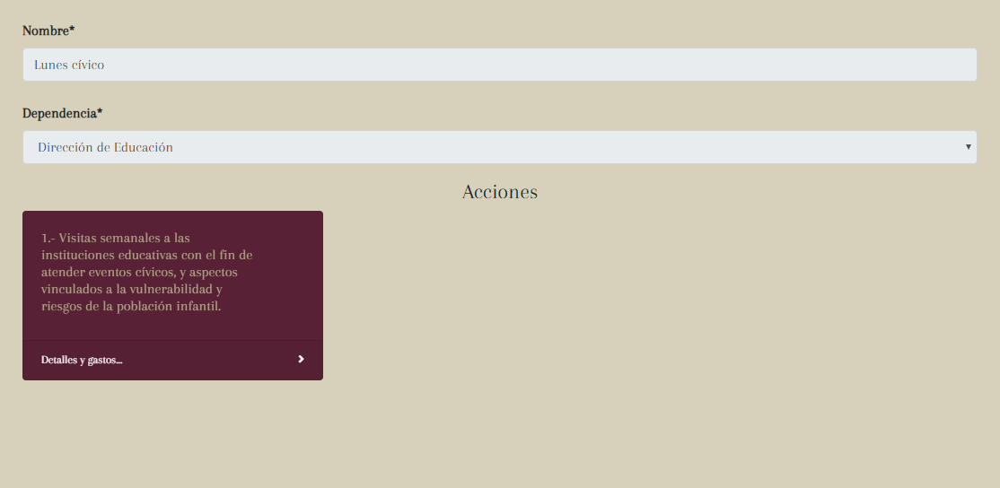 Nombre*
Lunes cívico
Dependencia*
Dirección de Educación
Acciones
1.- Visitas semanales a las
instituciones educativas con el fin de
atender eventos cívicos, y aspectos
vinculados a la vulnerabilidad y
riesgos de la población infantil.
Detalles y gastos...